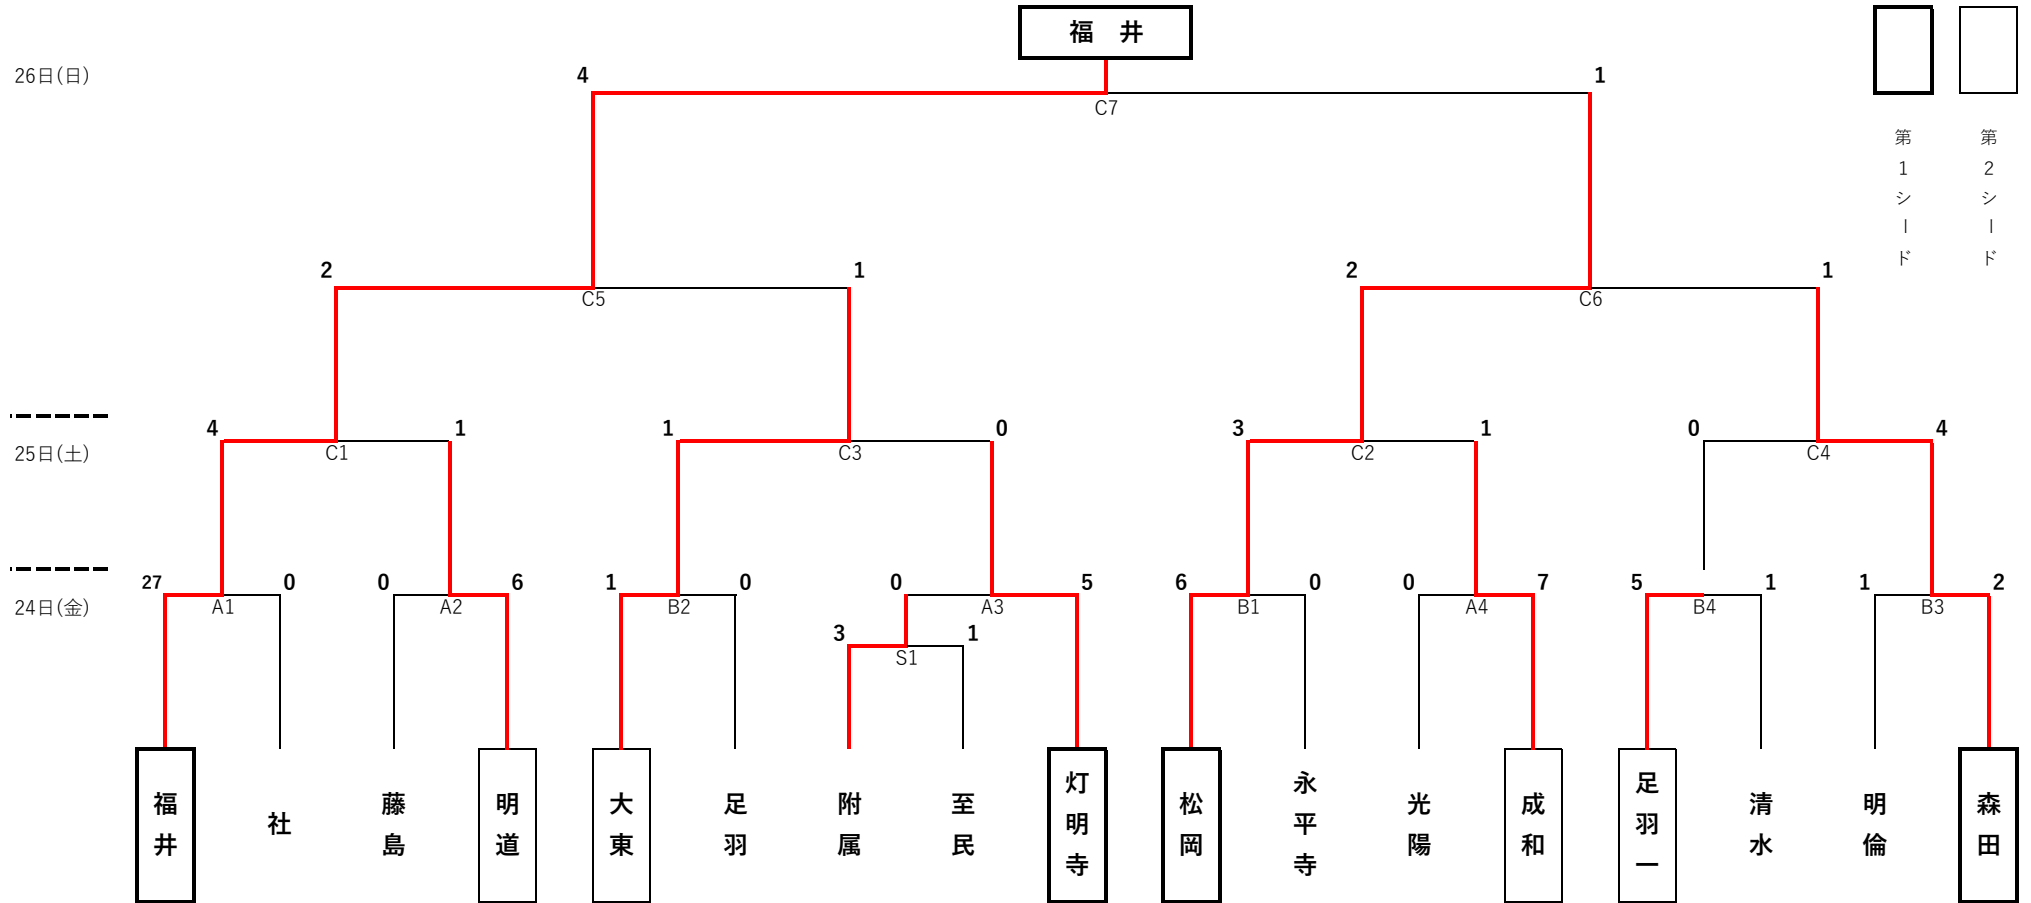 福 井
26日(日)
4
1
C7
第1シード
第2シード
2
1
2
1
C5
C6
25日(土)
4
1
1
0
3
1
0
4
C1
C3
C2
C4
24日(金)
27
0
0
6
1
0
0
5
6
0
0
7
5
1
1
2
A1
A2
B2
A3
B1
A4
B4
B3
3
1
S1
福井
社
藤島
明道
大東
足羽
附属
至民
灯明寺
松岡
永平寺
光陽
成和
足羽一
清水
明倫
森田